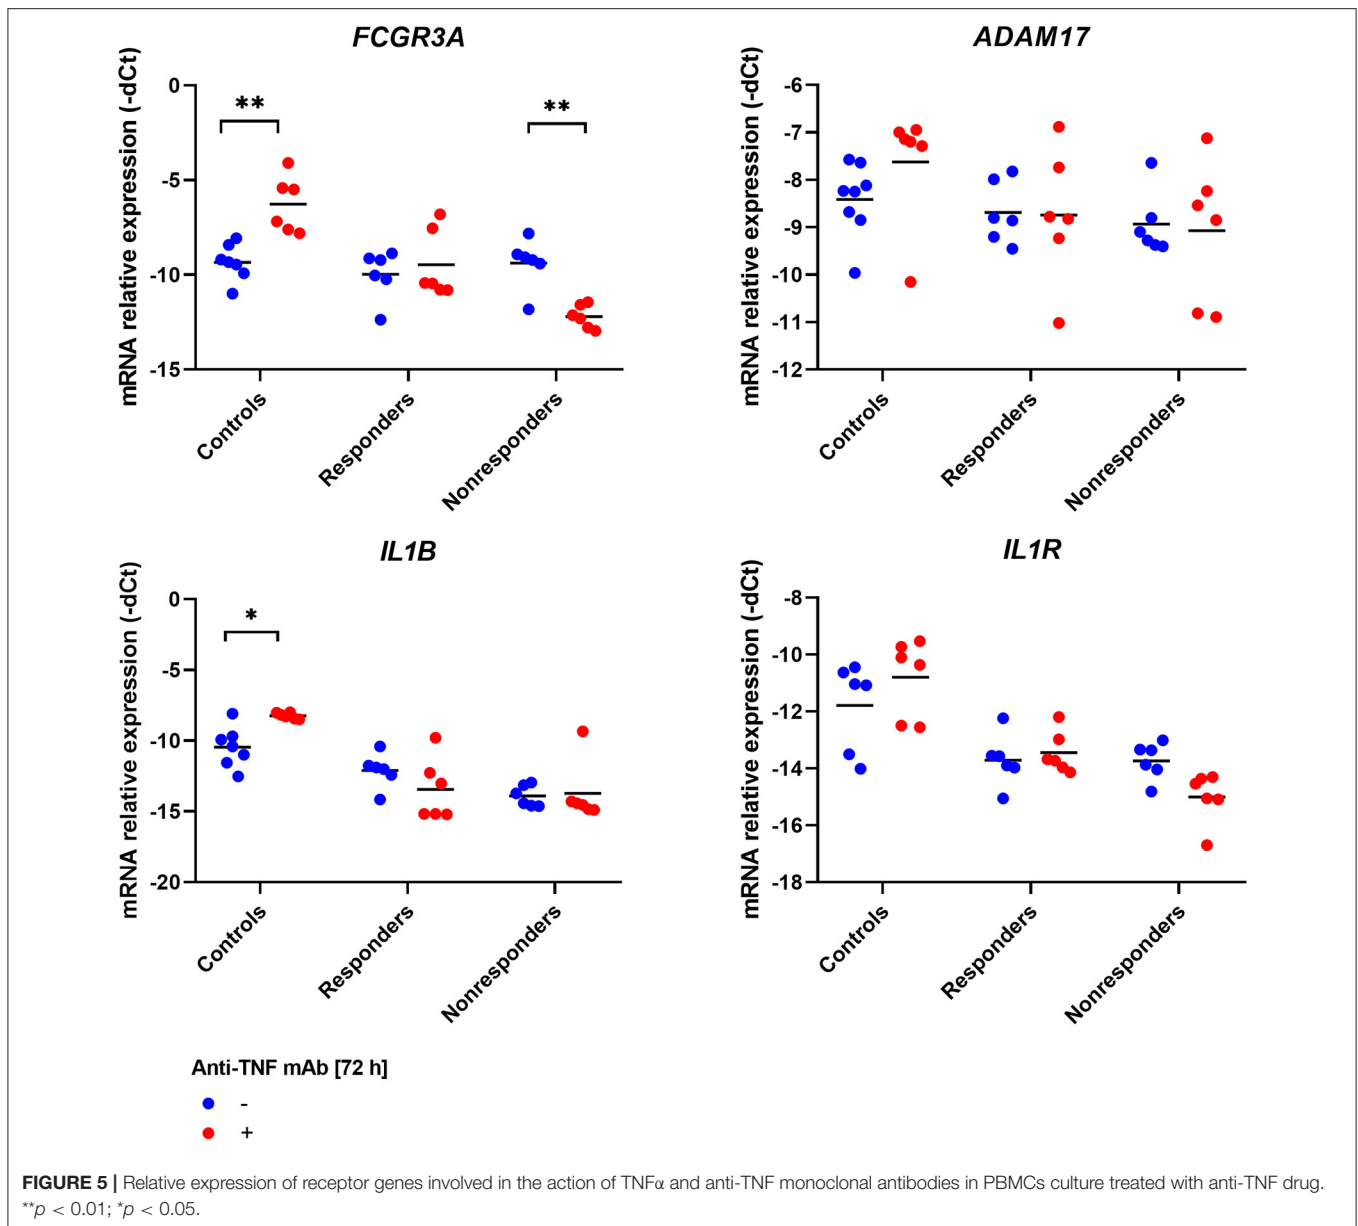 FCGR3A
mRNA relative expression (-dCt)
0
-5
-10
-15
**
**
Controls
Responders
Nonresponders
ADAM17
mRNA relative expression (-dCt)
-6
-7
-8
-9
-10
-11
-12
Controls
Responders
Nonresponders
IL1B
mRNA relative expression (-dCt)
0
-5
-10
-15
-20
*
Controls
Responders
Nonresponders
IL1R
mRNA relative expression (-dCt)
-8
-10
-12
-14
-16
-18
Controls
Responders
Nonresponders
Anti-TNF mAb [72 h]
-
+
FIGURE 5 | Relative expression of receptor genes involved in the action of TNFα and anti-TNF monoclonal antibodies in PBMCs culture treated with anti-TNF drug.
**p < 0.01; *p < 0.05.